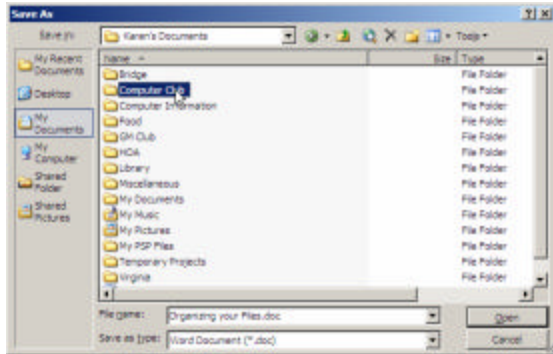 Save As
Save in: Karen's Documents Tools
My Recent Documents
Desktop
My Documents
My Computer
Shared Folder
Shared Pictures
Name Size Type
Bridge File Folder
Computer Club File Folder
Computer Information File Folder
Food File Folder
GM Club File Folder
HOA File Folder
Library File Folder
Miscellaneous File Folder
My Documents File Folder
My Music File Folder
My Pictures File Folder
My PSP Files File Folder
Temporary Projects File Folder
Virginia File Folder
File name: Organizing your Files.doc Open
Save as type: Word Document (*.doc) Cancel